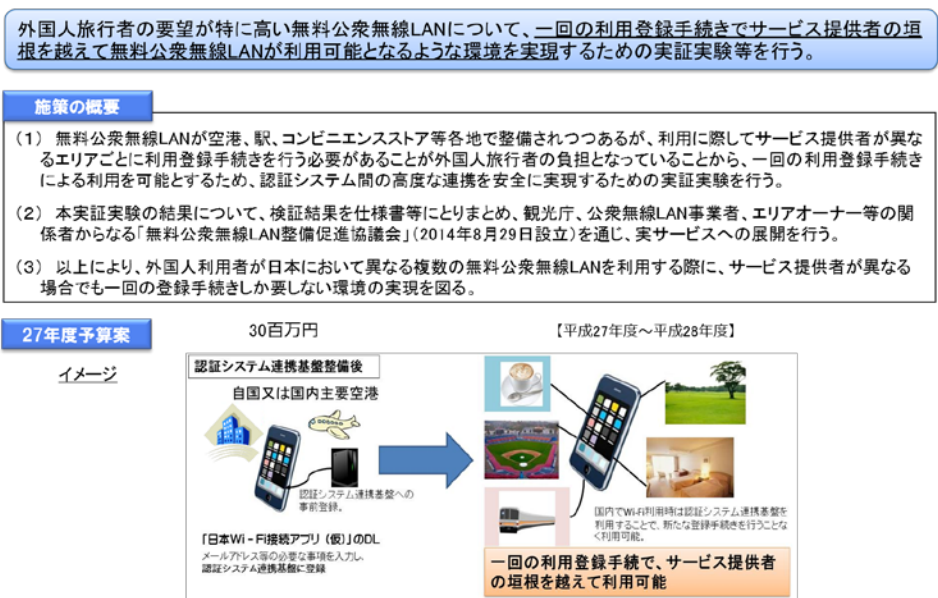 外国人旅行者の要望が特に高い無料公衆無線LANについて、一回の利用登録手続きでサービス提供者の垣
根を越えて無料公衆無線LANが利用可能となるような環境を実現するための実証実験等を行う。
施策の概要
（１）　無料公衆無線LANが空港、駅、コンビニエンスストア等各地で整備されつつあるが、利用に際してサービス提供者が異な
るエリアごとに利用登録手続きを行う必要があることが外国人旅行者の負担となっていることから、一回の利用登録手続き
による利用を可能とするため、認証システム間の高度な連携を安全に実現するための実証実験を行う。
（２）　本実証実験の結果について、検証結果を仕様書等にとりまとめ、観光庁、公衆無線LAN事業者、エリアオーナー等の関
係者からなる「無料公衆無線LAN整備促進協議会」（2014年8月29日設立）を通じ、実サービスへの展開を行う。
（３）　以上により、外国人利用者が日本において異なる複数の無料公衆無線LANを利用する際に、サービス提供者が異なる
場合でも一回の登録手続きしか要しない環境の実現を図る。
27年度予算案
30百万円
【平成27年度～平成28年度】
イメージ
認証システム連携基盤整備後
自国又は国内主要空港
認証システム連携基盤への
事前登録。
「日本Wi－Fi接続アプリ（仮）」のDL
メールアドレス等の必要な事項を入力し、
認証システム連携基盤に登録
国内でWi-Fi利用時は認証システム連携基盤を
利用することで、新たな登録手続きを行うことな
く利用可能。
一回の利用登録手続で、サービス提供者
の垣根を越えて利用可能